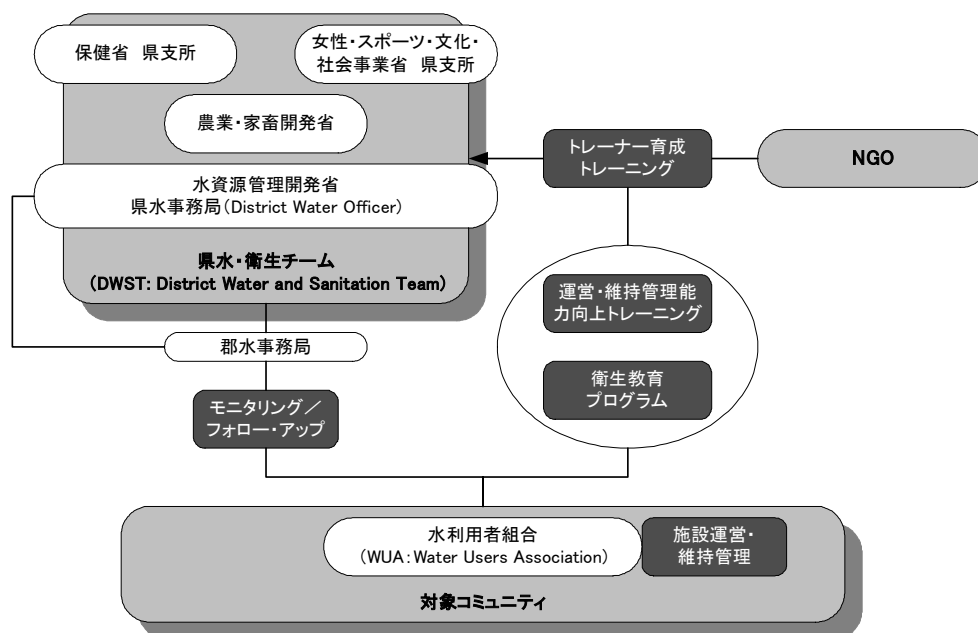 保健省 県支所
女性・スポーツ・文化・
社会事業省 県支所
農業・家畜開発省
水資源管理開発省
県水事務局(District Water Officer)
県水・衛生チーム
(DWST: District Water and Sanitation Team)
トレーナー育成
トレーニング
NGO
運営・維持管理能
力向上トレーニング
衛生教育
プログラム
郡水事務局
モニタリング/
フォロー・アップ
水利用者組合
(WUA:Water Users Association)
施設運営・
維持管理
対象コミュニティ